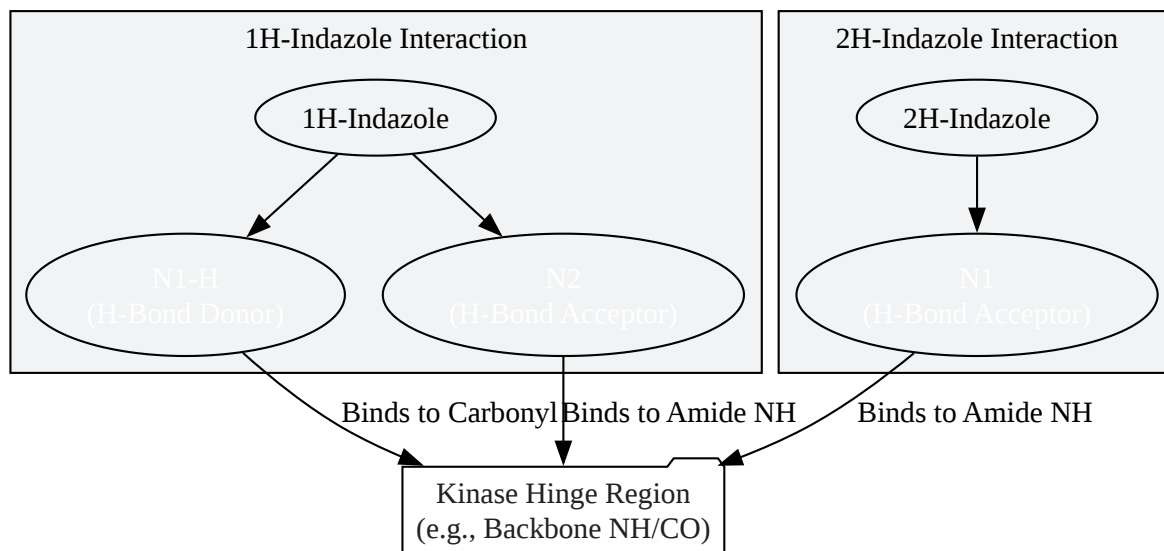 1H-Indazole Interaction
2H-Indazole Interaction
1H-Indazole
2H-Indazole
N1-H
(H-Bond Donor)
N2
(H-Bond Acceptor)
N1
(H-Bond Acceptor)
Binds to Carbonyl
Binds to Amide NH
Binds to Amide NH
Kinase Hinge Region
(e.g., Backbone NH/CO)